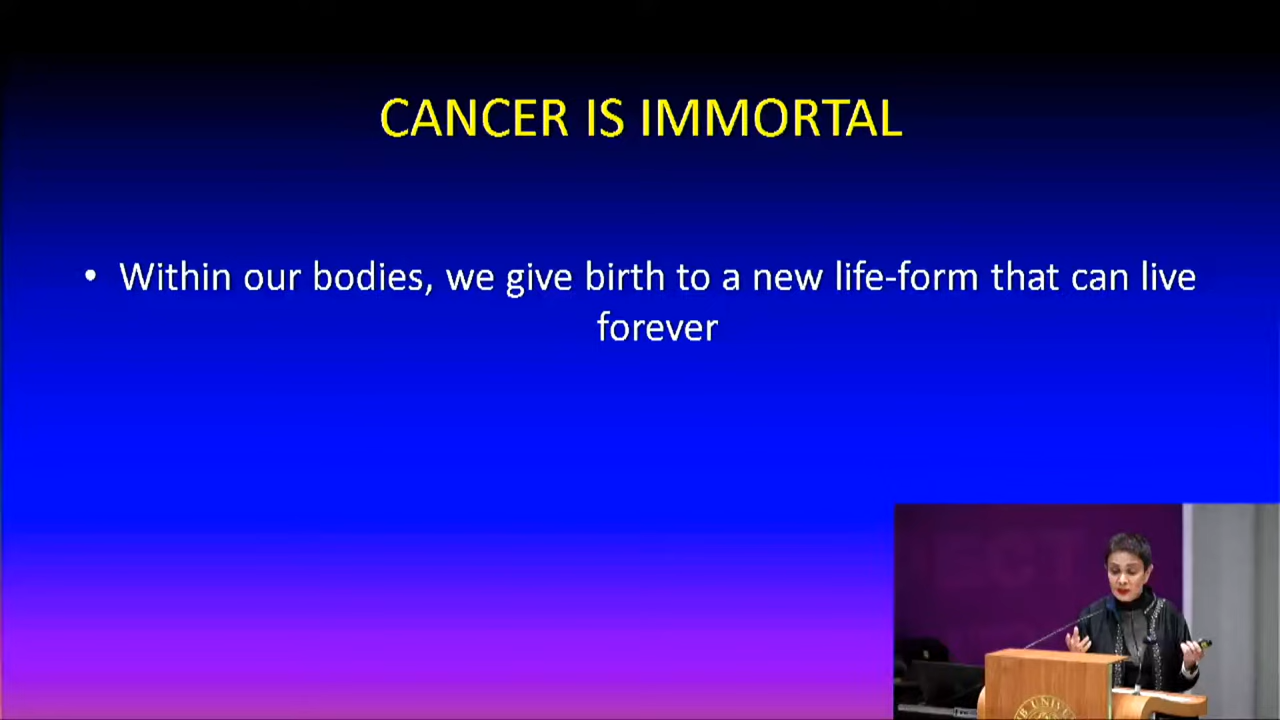 CANCER IS IMMORTAL
• Within our bodies, we give birth to a new life-form that can live
forever